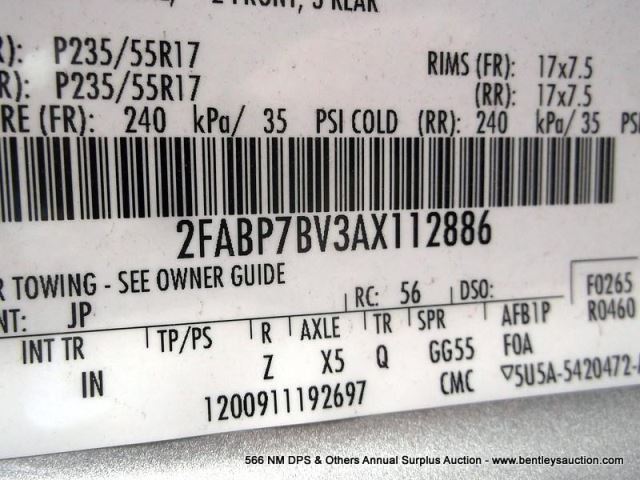 2 FRONT, 3 REAR
R): P235/55R17 RIMS (FR): 17x7.5
R): P235/55R17 (RR): 17x7.5
RE (FR): 240 kPa/ 35 PSI COLD (RR): 240 kPa/ 35 PSI
2FABP7BV3AX112886
R TOWING - SEE OWNER GUIDE
NT: JP RC: 56 DSO: F0265
R0460
INT TR TP/PS R AXLE TR SPR AFB1P
IN Z X5 Q GG55 F0A
1200911192697 CMC ▽5U5A-5420472-
566 NM DPS & Others Annual Surplus Auction - www.bentleysauction.com